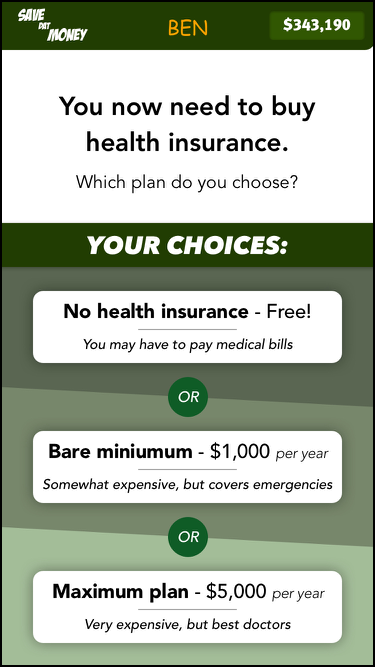 SAVE
DAT
MONEY
BEN
$343,190
You now need to buy
health insurance.
Which plan do you choose?
YOUR CHOICES:
No health insurance - Free!
You may have to pay medical bills
OR
Bare miniumum - $1,000 per year
Somewhat expensive, but covers emergencies
OR
Maximum plan - $5,000 per year
Very expensive, but best doctors